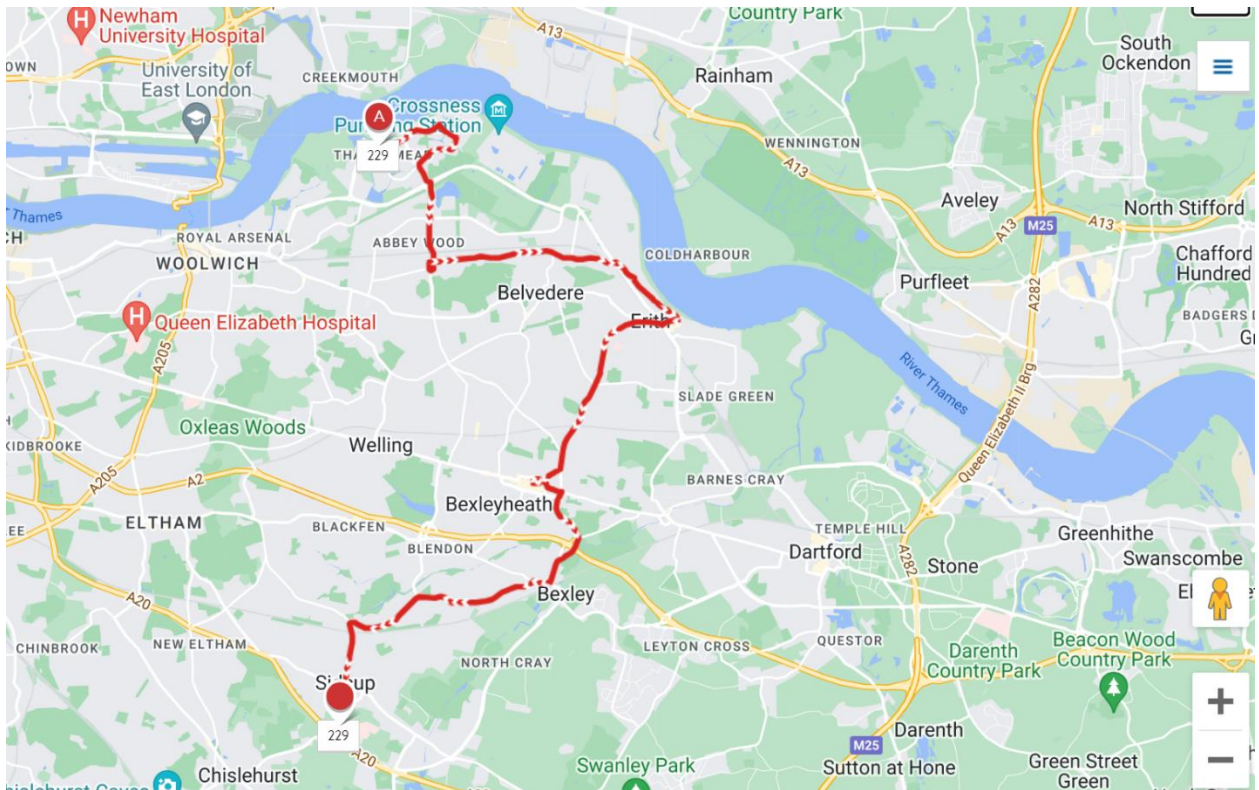 Newham
University Hospital
University of
East London
OWN
CREEKMOUTH
A13
Country Park
Rainham
South
Ockendon
A
Crossness
229
WENNINGTON
A13
Aveley
M25
A13
North Stifford
Thames
CH
ROYAL ARSENAL
WOOLWICH
ABBEY WOOD
COLDHARBOUR
Chafford
Hundred
A13
Purfleet
A282
Belvedere
Queen Elizabeth Hospital
A205
Erith
River Thames
Queen Elizabeth II Brg
SLADE GREEN
Oxleas Woods
KIDBROOKE
Welling
A205
A2
BARNES CRAY
Bexleyheath
EE
ELTHAM
BLACKFEN
BLENDON
TEMPLE HILL
Dartford
A282
Stone
Greenhithe
Swanscombe
A20
Bexley
CHINBROOK
NEW ELTHAM
NORTH CRAY
LEYTON CROSS
QUESTOR
Darenth
Country Park
Beacon Wood
Country Park
Sidcup
229
A20
M25
Darenth
Chislehurst
Swanley Park
Sutton at Hone
Green Street
Green